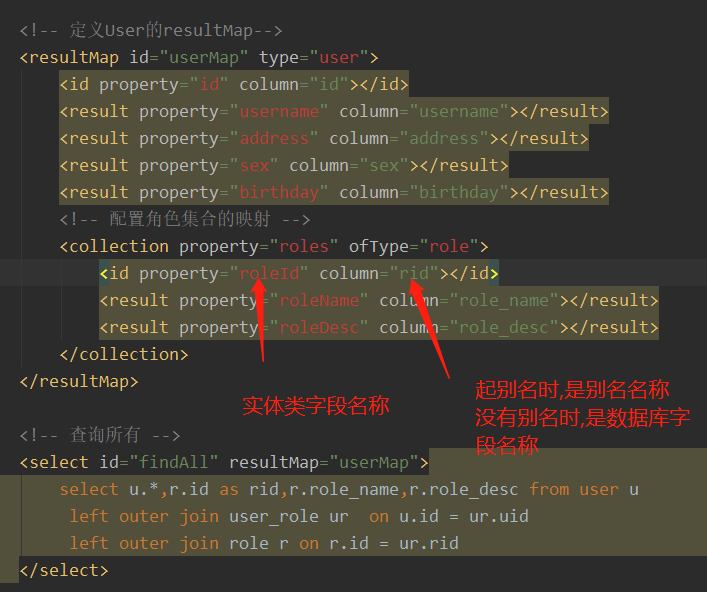 <!-- 定义User的resultMap-->
<resultMap id="userMap" type="user">
<id property="id" column="id"></id>
<result property="username" column="username"></result>
<result property="address" column="address"></result>
<result property="sex" column="sex"></result>
<result property="birthday" column="birthday"></result>
<!-- 配置角色集合的映射 -->
<collection property="roles" ofType="role">
<id property="roleId" column="rid"></id>
<result property="roleName" column="role_name"></result>
<result property="roleDesc" column="role_desc"></result>
</collection>
</resultMap>
实体类字段名称
起别名时,是别名名称
没有别名时,是数据库字
段名称
<!-- 查询所有 -->
<select id="findAll" resultMap="userMap">
select u.*,r.id as rid,r.role_name,r.role_desc from user u
left outer join user_role ur  on u.id = ur.uid
left outer join role r on r.id = ur.rid
</select>